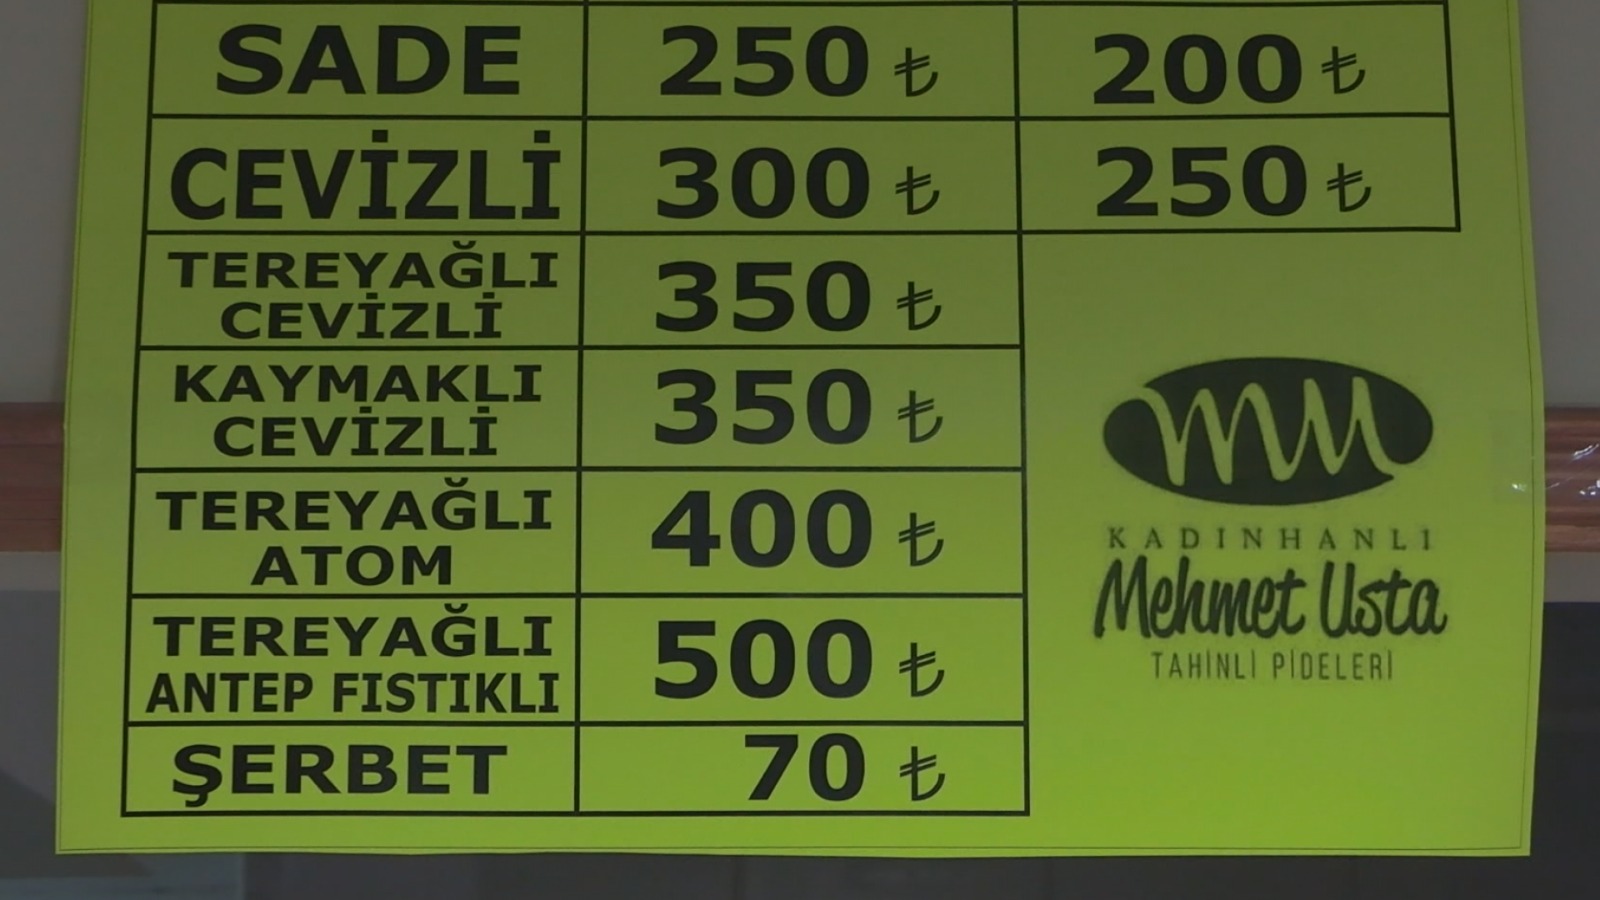 SADE 250 ₺ 200 ₺
CEVİZLİ 300 ₺ 250 ₺
TEREYAĞLI
CEVİZLİ 350 ₺
KAYMAKLI
CEVİZLİ 350 ₺
TEREYAĞLI
ATOM 400 ₺
TEREYAĞLI
ANTEP FISTIKLI 500 ₺
ŞERBET 70 ₺
MU
KADINHANLI
Mehmet Usta
TAHİNLİ PİDELERİ